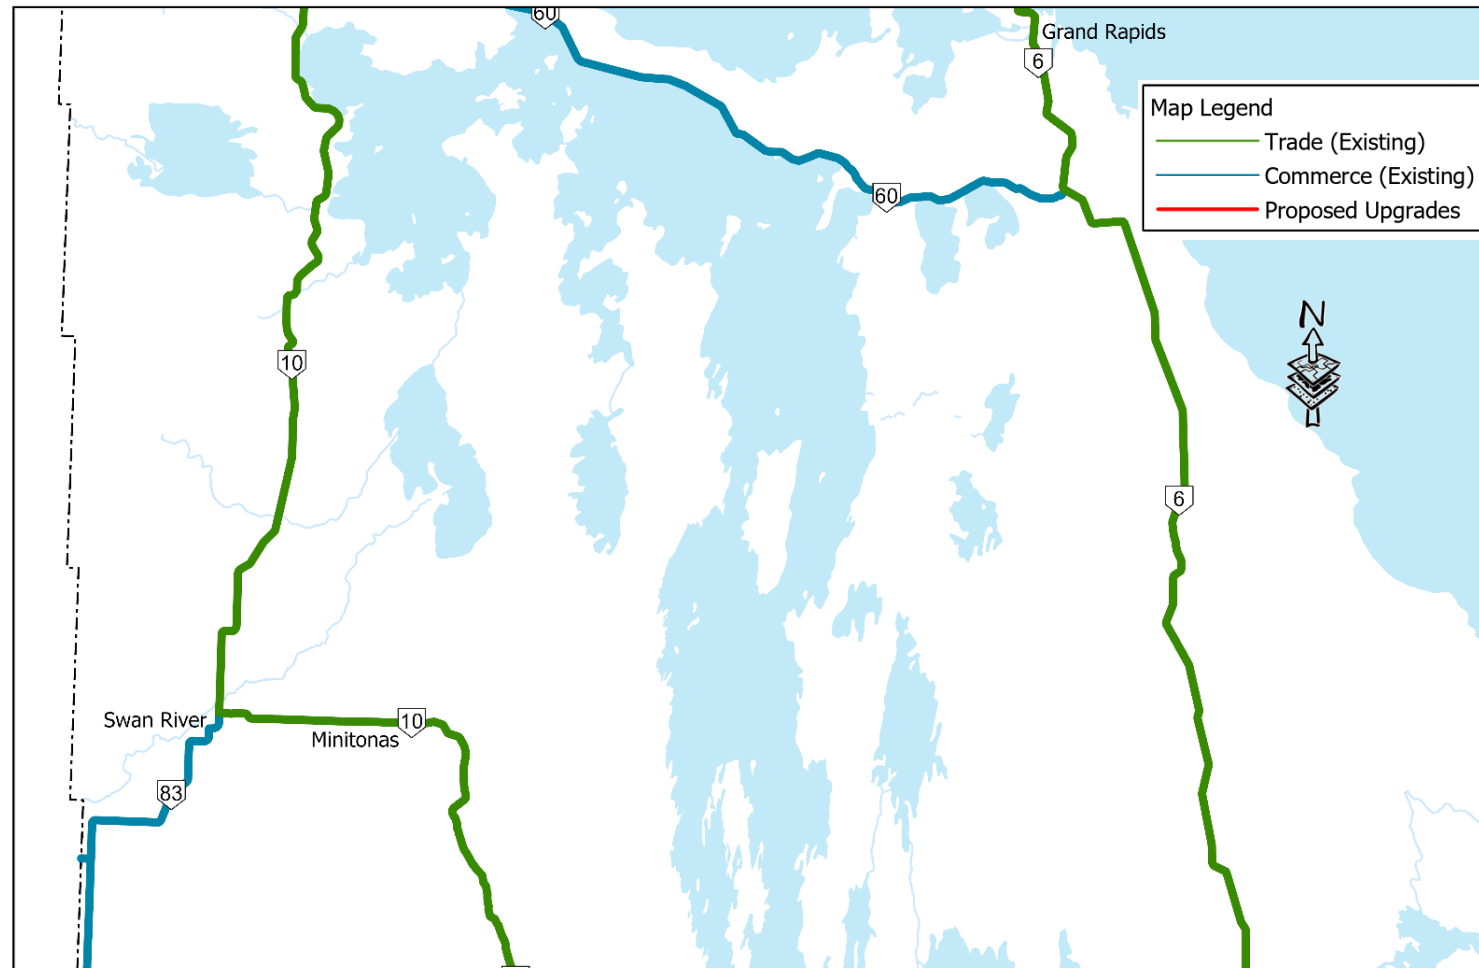 60
Grand Rapids
6
Map Legend
Trade (Existing)
Commerce (Existing)
Proposed Upgrades
60
N
10
6
Swan River
10
Minitonas
83